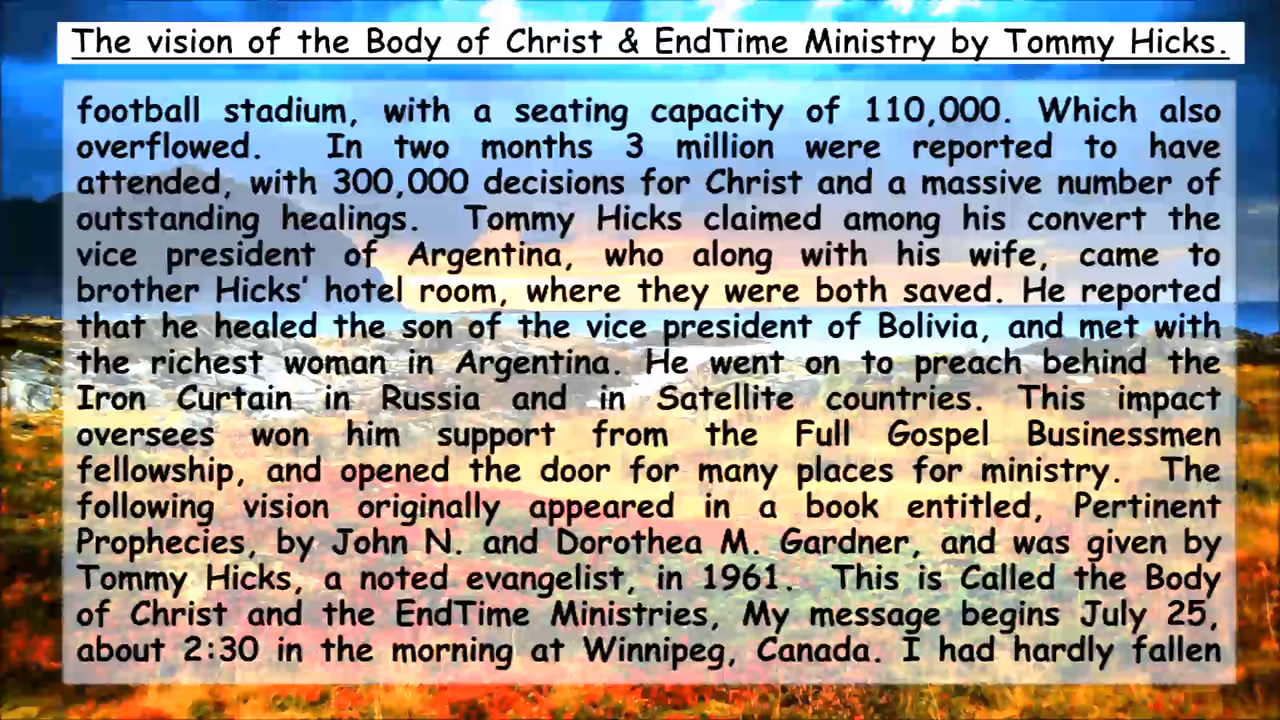 The vision of the Body of Christ & EndTime Ministry by Tommy Hicks.
football stadium, with a seating capacity of 110,000. Which also
overflowed. In two months 3 million were reported to have
attended, with 300,000 decisions for Christ and a massive number of
outstanding healings. Tommy Hicks claimed among his convert the
vice president of Argentina, who along with his wife, came to
brother Hicks' hotel room, where they were both saved. He reported
that he healed the son of the vice president of Bolivia, and met with
the richest woman in Argentina. He went on to preach behind the
Iron Curtain in Russia and in Satellite countries. This impact
oversees won him support from the Full Gospel Businessmen
fellowship, and opened the door for many places for ministry. The
following vision originally appeared in a book entitled, Pertinent
Prophecies, by John N. and Dorothea M. Gardner, and was given by
Tommy Hicks, a noted evangelist, in 1961. This is Called the Body
of Christ and the EndTime Ministries, My message begins July 25,
about 2:30 in the morning at Winnipeg, Canada. I had hardly fallen